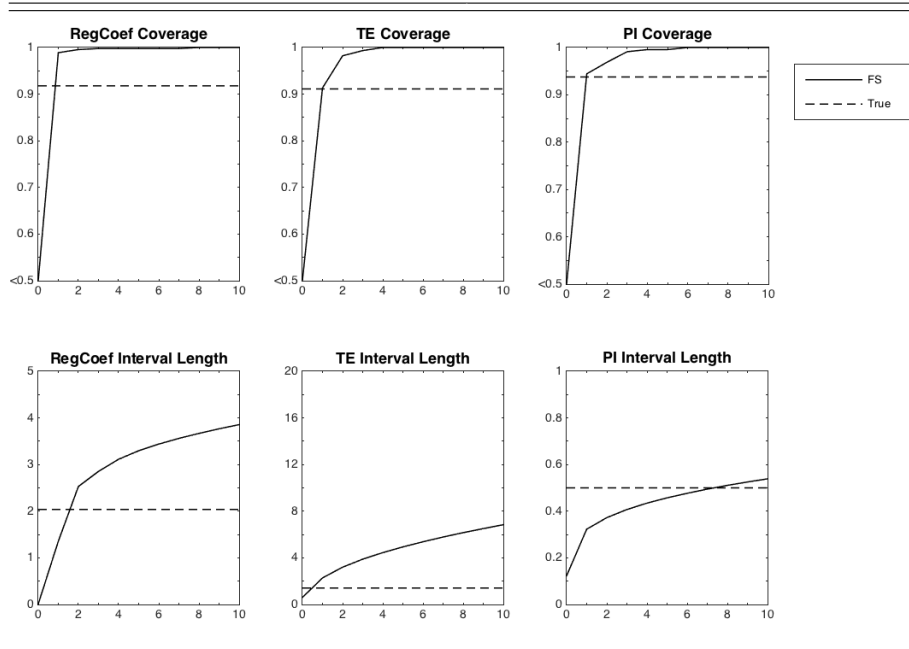 RegCoef Coverage
1
0.9
0.8
0.7
0.6
<0.5
0 2 4 6 8 10
TE Coverage
1
0.9
0.8
0.7
0.6
<0.5
0 2 4 6 8 10
PI Coverage
1
0.9
0.8
0.7
0.6
<0.5
0 2 4 6 8 10
FS
True
RegCoef Interval Length
5
4
3
2
1
0
0 2 4 6 8 10
TE Interval Length
20
16
12
8
4
0
0 2 4 6 8 10
PI Interval Length
1
0.8
0.6
0.4
0.2
0
0 2 4 6 8 10